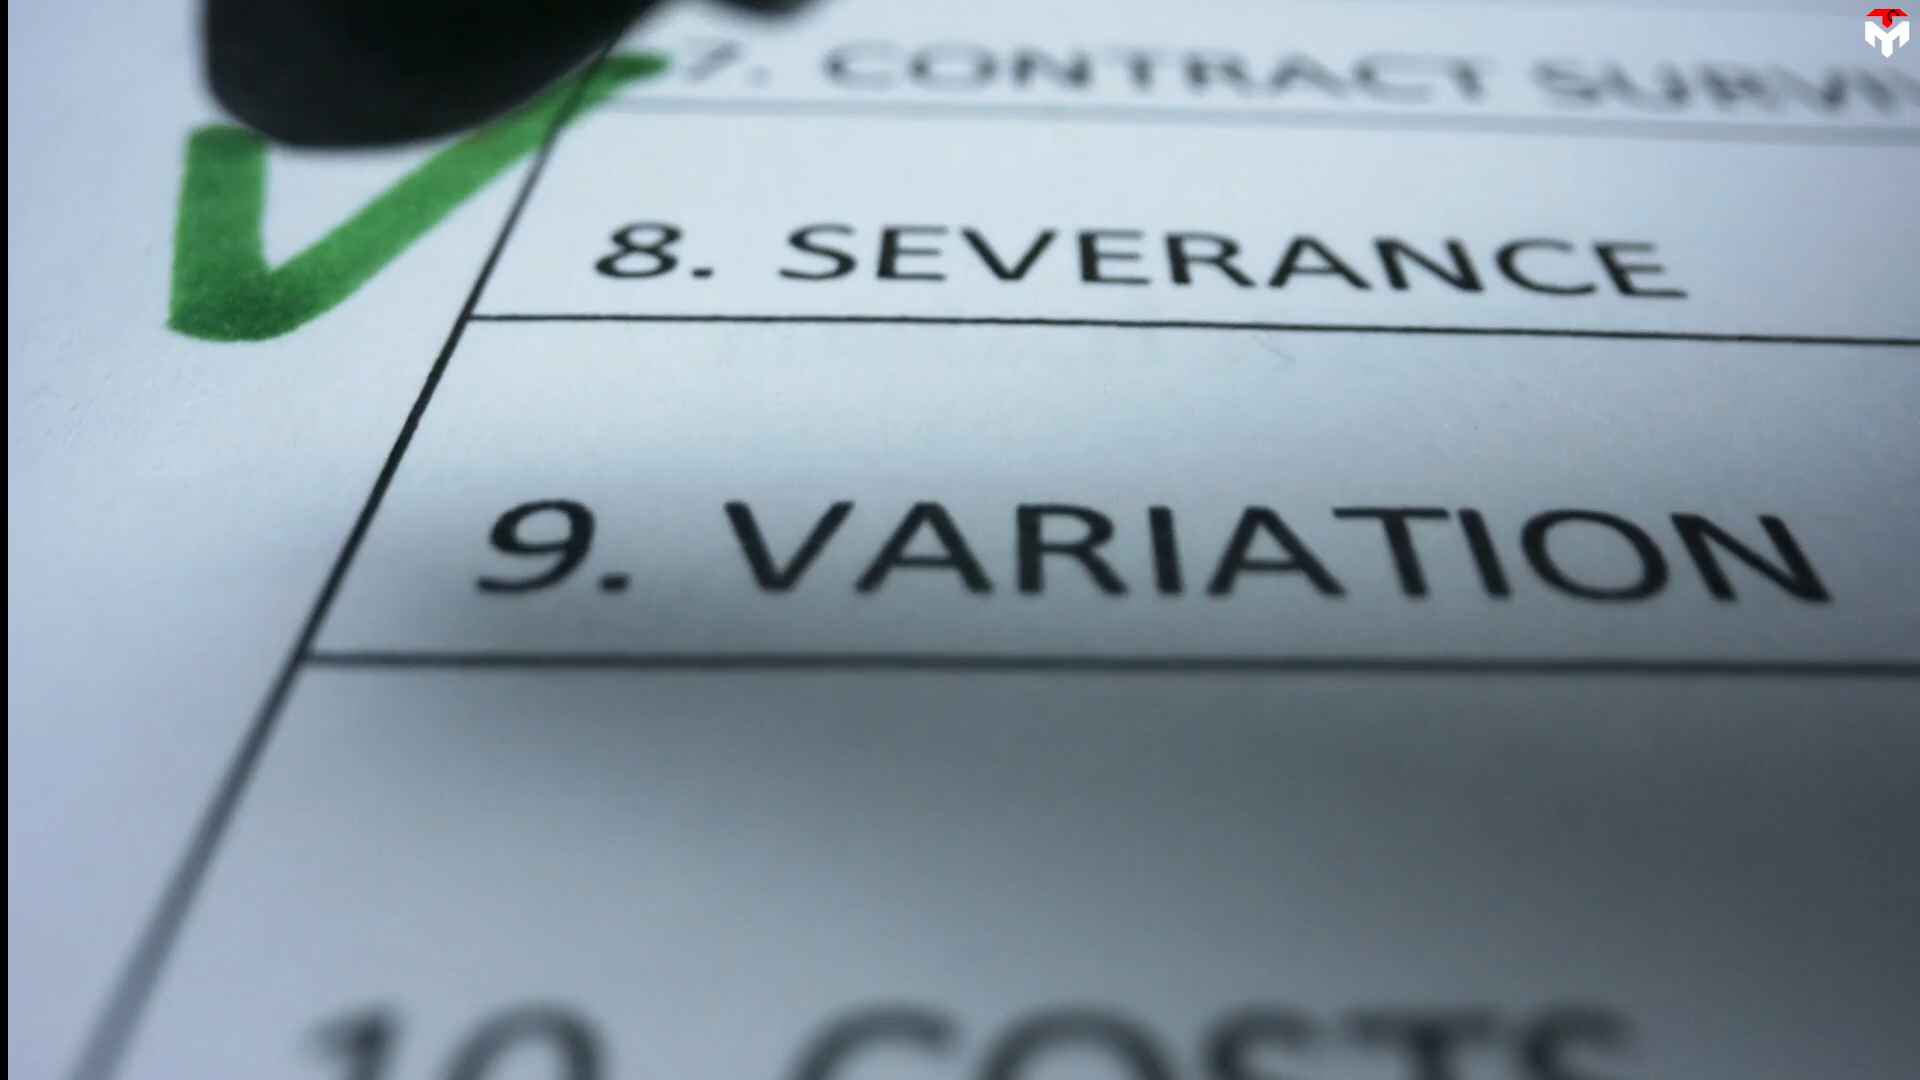 7. CONTRACT
8. SEVERANCE
9. VARIATION
10. COSTS